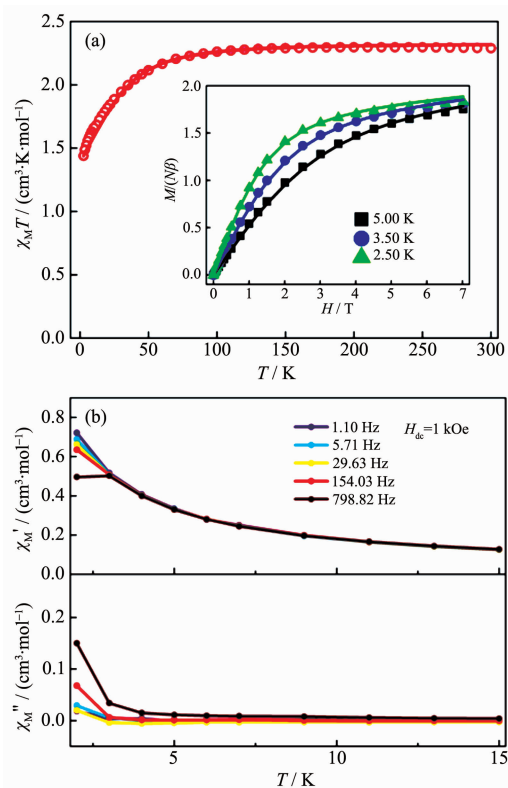 (a)
χMT / (cm³·K·mol⁻¹)
2.5
2.0
1.5
1.0
0.5
0.0
0 50 100 150 200 250 300
T / K
M/(Nβ)
2.0
1.5
1.0
0.5
0.0
0 1 2 3 4 5 6 7
H / T
5.00 K
3.50 K
2.50 K
(b)
χM' / (cm³·mol⁻¹)
0.8
0.6
0.4
0.2
0.0
1.10 Hz
5.71 Hz
29.63 Hz
154.03 Hz
798.82 Hz
Hdc=1 kOe
χM'' / (cm³·mol⁻¹)
0.2
0.1
0.0
5 10 15
T / K